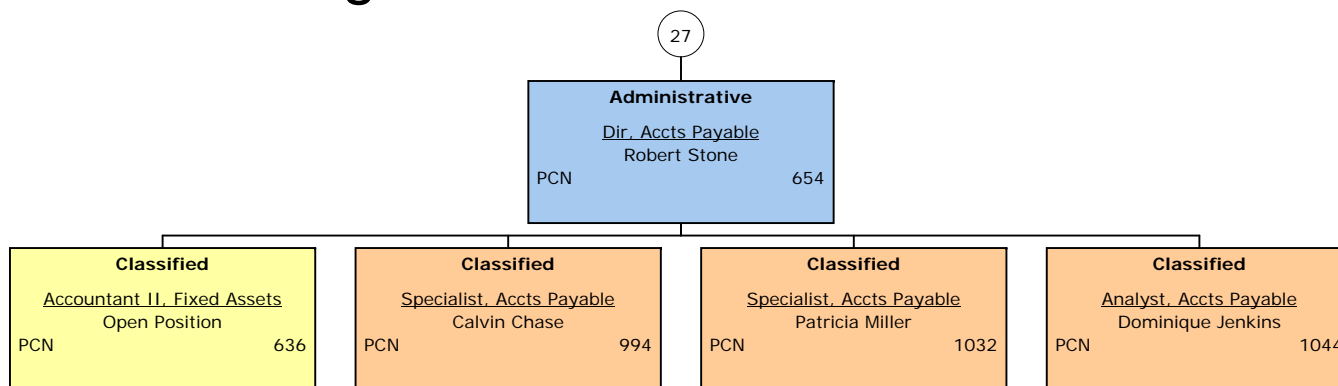 27
Administrative
Dir, Accts Payable
Robert Stone
PCN 654
Classified
Accountant II, Fixed Assets
Open Position
PCN 636
Classified
Specialist, Accts Payable
Calvin Chase
PCN 994
Classified
Specialist, Accts Payable
Patricia Miller
PCN 1032
Classified
Analyst, Accts Payable
Dominique Jenkins
PCN 1044